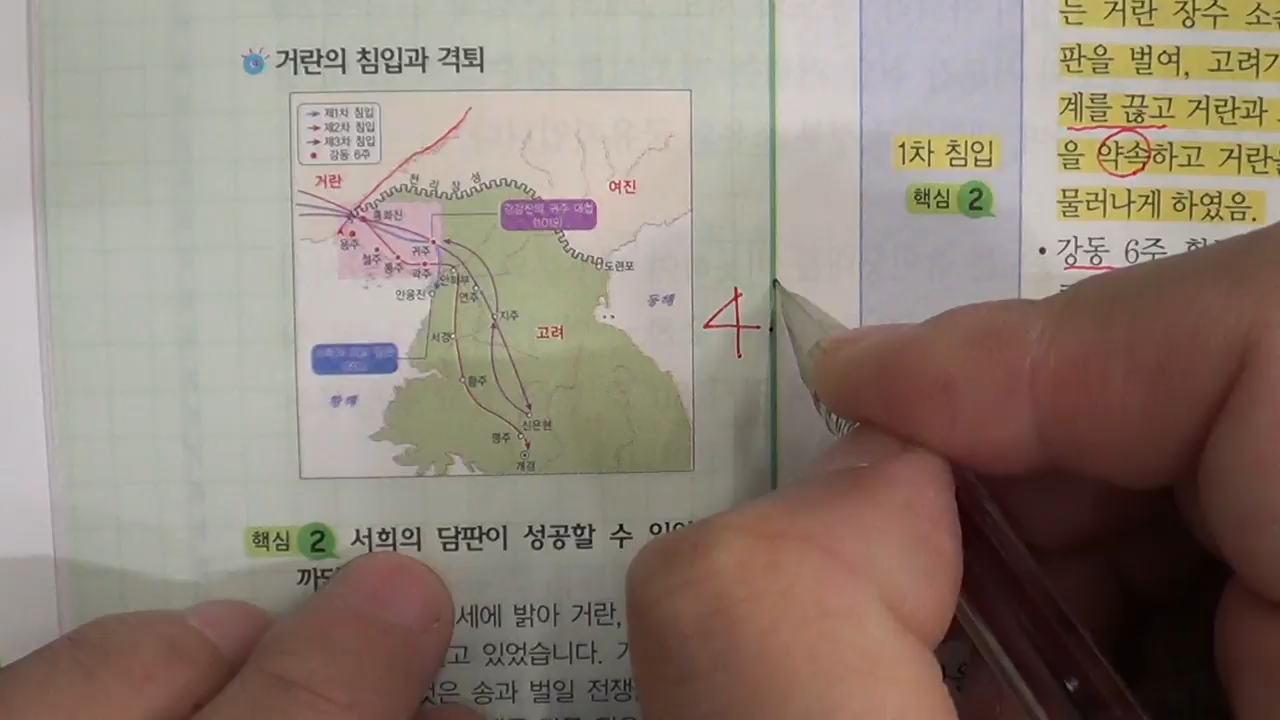 거란의 침입과 격퇴
제1차 침입
제2차 침입
제3차 침입
강동 6주
거란
천리장성
여진
흥화진
강감찬의 귀주 대첩
(1019)
용주
귀주
철주
통주
곽주
도련포
안북부
안융진
연주
동해
지주
서경
고려
황주
황해
신은현
평주
개경
4
핵심 2 서희의 담판이 성공할 수
까
세에 밝아 거란,
고 있었습니다.
은 송과 벌일 전쟁
는 거란 장수
판을 벌여, 고려가
계를 끊고 거란과
1차 침입
핵심 2
을 약속하고 거란
물러나게 하였음.
• 강동 6주